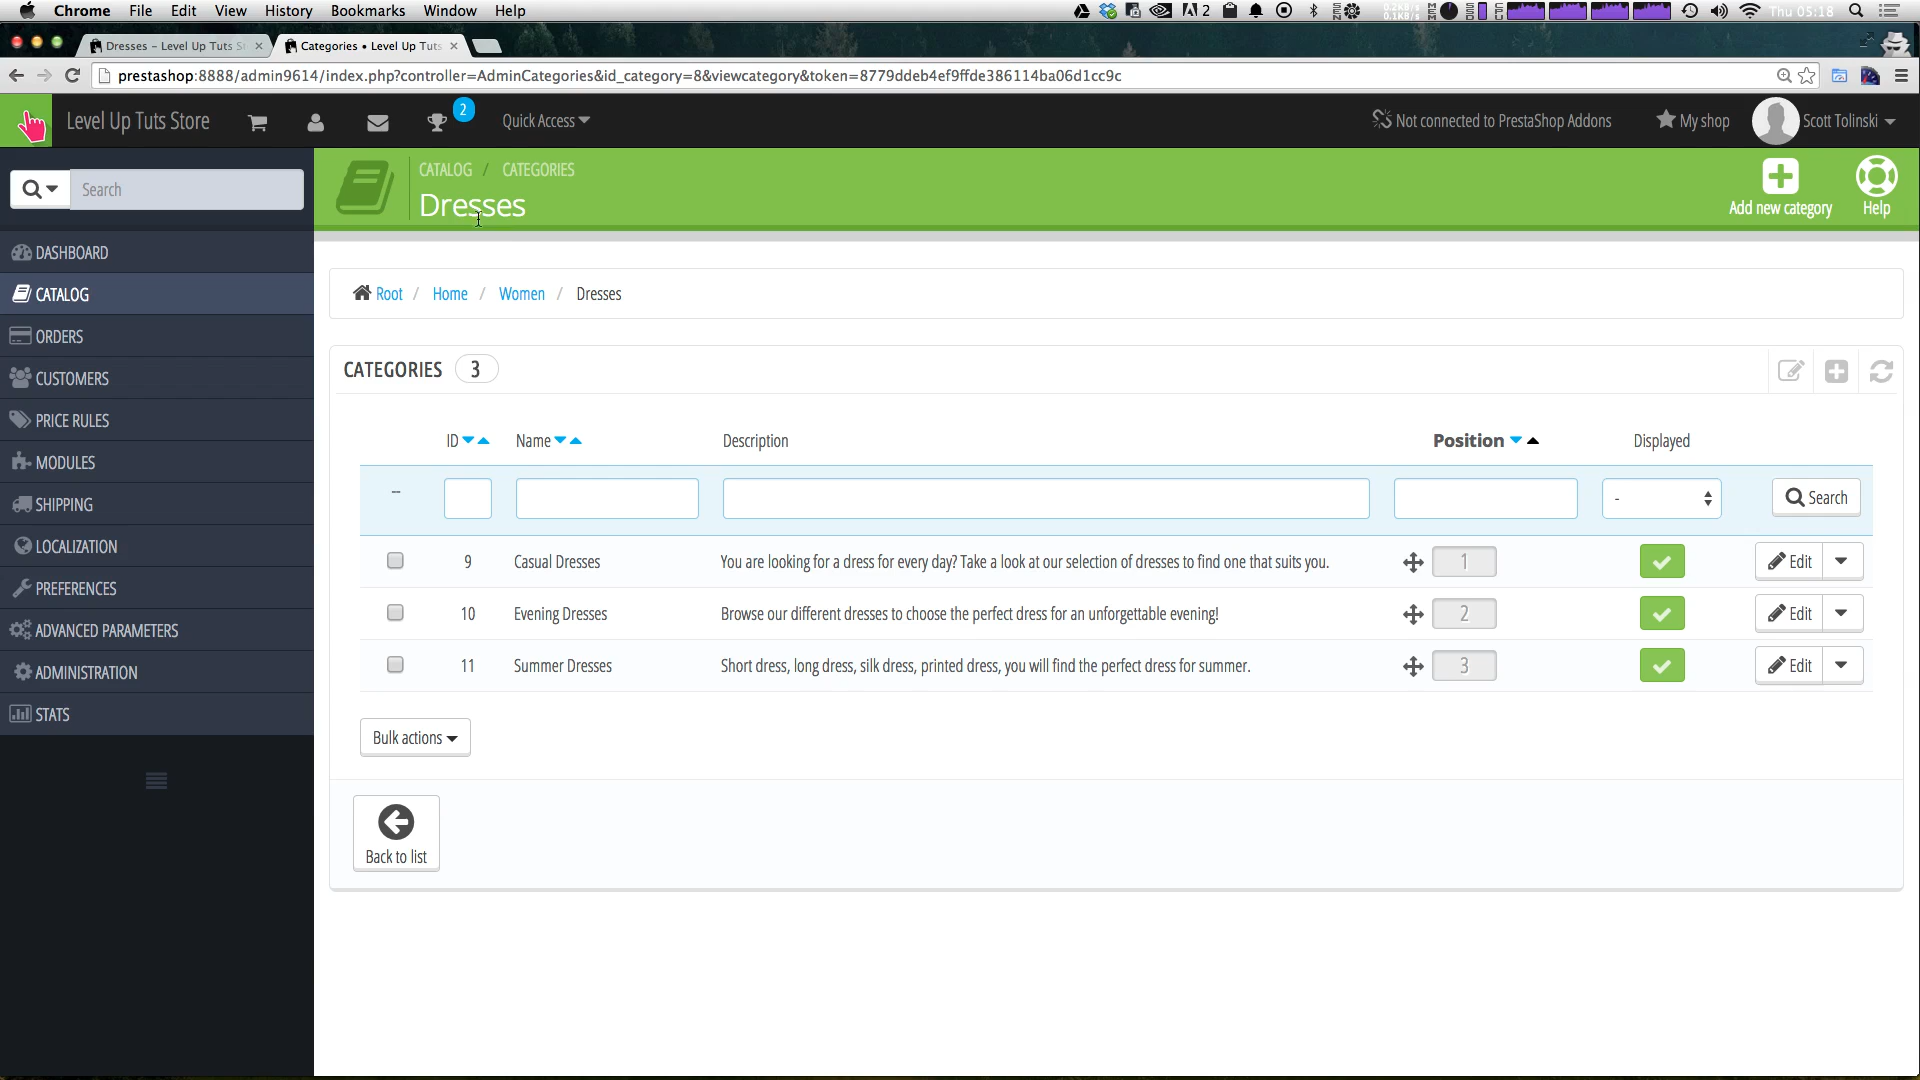 Chrome File Edit View History Bookmarks Window Help
2 Thu 05:18
Dresses – Level Up Tuts S
Categories • Level Up Tuts
prestashop:8888/admin9614/index.php?controller=AdminCategories&id_category=8&viewcategory&token=8779ddeb4ef9ffde386114ba06d1cc9c
Level Up Tuts Store
2
Quick Access
Not connected to PrestaShop Addons
My shop
Scott Tolinski
Search
CATALOG / CATEGORIES
Dresses
Add new category
Help
DASHBOARD
CATALOG
ORDERS
CUSTOMERS
PRICE RULES
MODULES
SHIPPING
LOCALIZATION
PREFERENCES
ADVANCED PARAMETERS
ADMINISTRATION
STATS
Root / Home / Women / Dresses
CATEGORIES 3
ID Name Description Position Displayed
-- - Search
9 Casual Dresses You are looking for a dress for every day? Take a look at our selection of dresses to find one that suits you. 1 Edit
10 Evening Dresses Browse our different dresses to choose the perfect dress for an unforgettable evening! 2 Edit
11 Summer Dresses Short dress, long dress, silk dress, printed dress, you will find the perfect dress for summer. 3 Edit
Bulk actions
Back to list